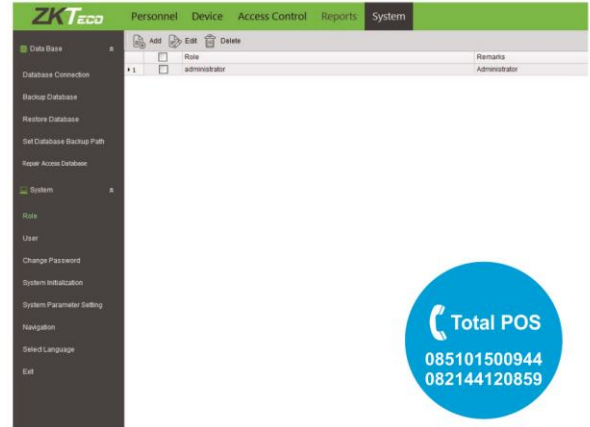 ZKTECO
Personnel Device Access Control Reports System
Add Edit Delete
Role Remarks
1 administrator Administrator
Data Base
Database Connection
Backup Database
Restore Database
Set Database Backup Path
Repair Access Database
System
Role
User
Change Password
System Initialization
System Parameter Setting
Navigation
Select Language
Exit
Total POS
085101500944
082144120859